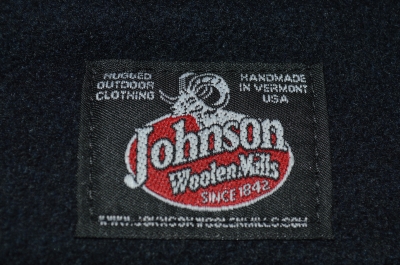 RUGGED
OUTDOOR
CLOTHING
HANDMADE
IN VERMONT
USA
Johnson
Woolen Mills
SINCE 1842
WWW.JOHNSONWOOLENMILLS.COM